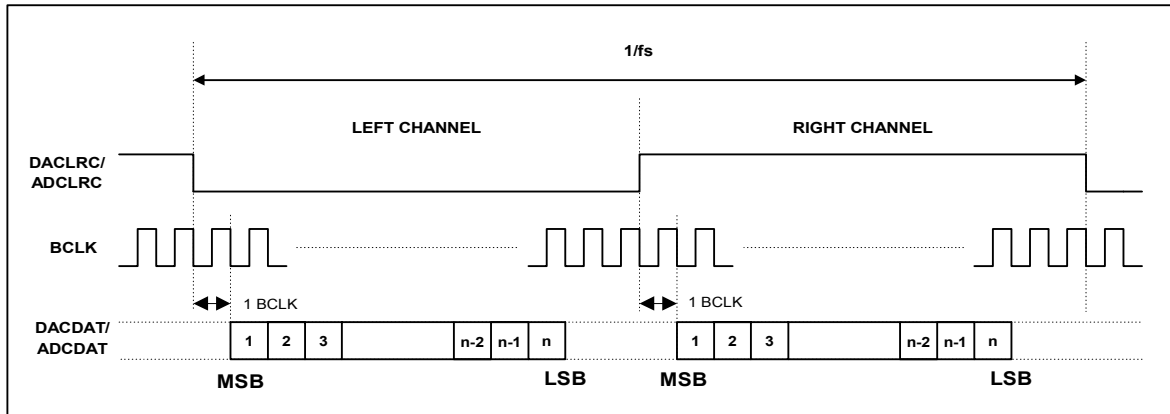 1/fs
LEFT CHANNEL
RIGHT CHANNEL
DACLRC/
ADCLRC
BCLK
1 BCLK
1 BCLK
DACDAT/
ADCDAT
1 2 3 n-2 n-1 n 1 2 3 n-2 n-1 n
MSB LSB MSB LSB